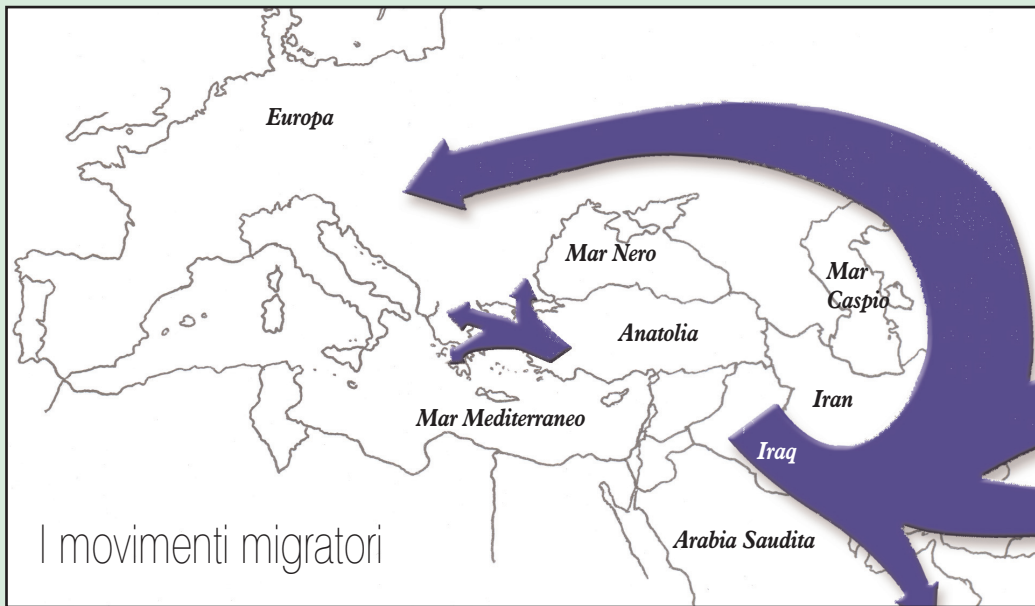 Europa
Mar Nero
Mar
Caspio
Anatolia
Iran
Mar Mediterraneo
Iraq
Arabia Saudita
I movimenti migratori